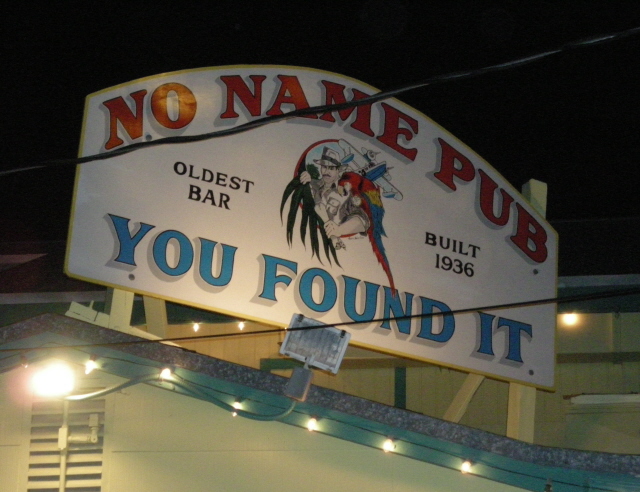 NO NAME PUB
OLDEST
BAR
BUILT
1936
YOU FOUND IT